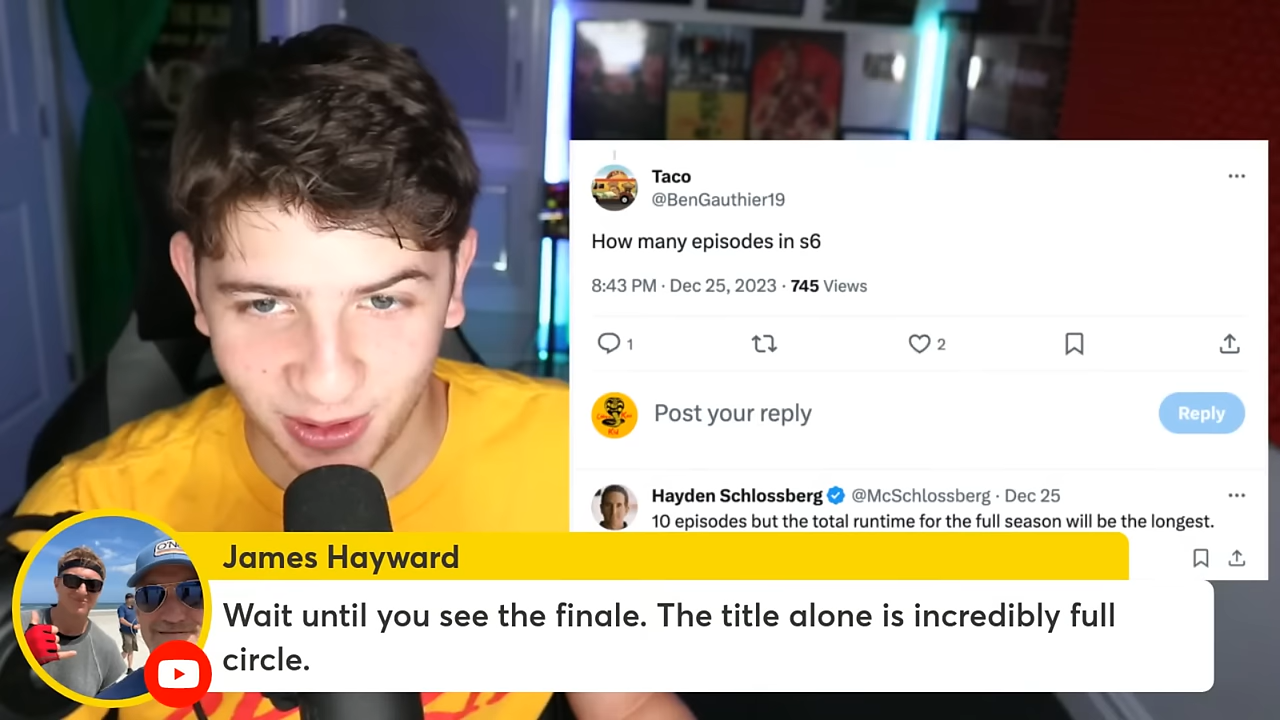 Taco
@BenGauthier19
How many episodes in s6
8:43 PM · Dec 25, 2023 · 745 Views
1
2
Post your reply
Reply
Hayden Schlossberg @McSchlossberg · Dec 25
10 episodes but the total runtime for the full season will be the longest.
James Hayward
Wait until you see the finale. The title alone is incredibly full
circle.